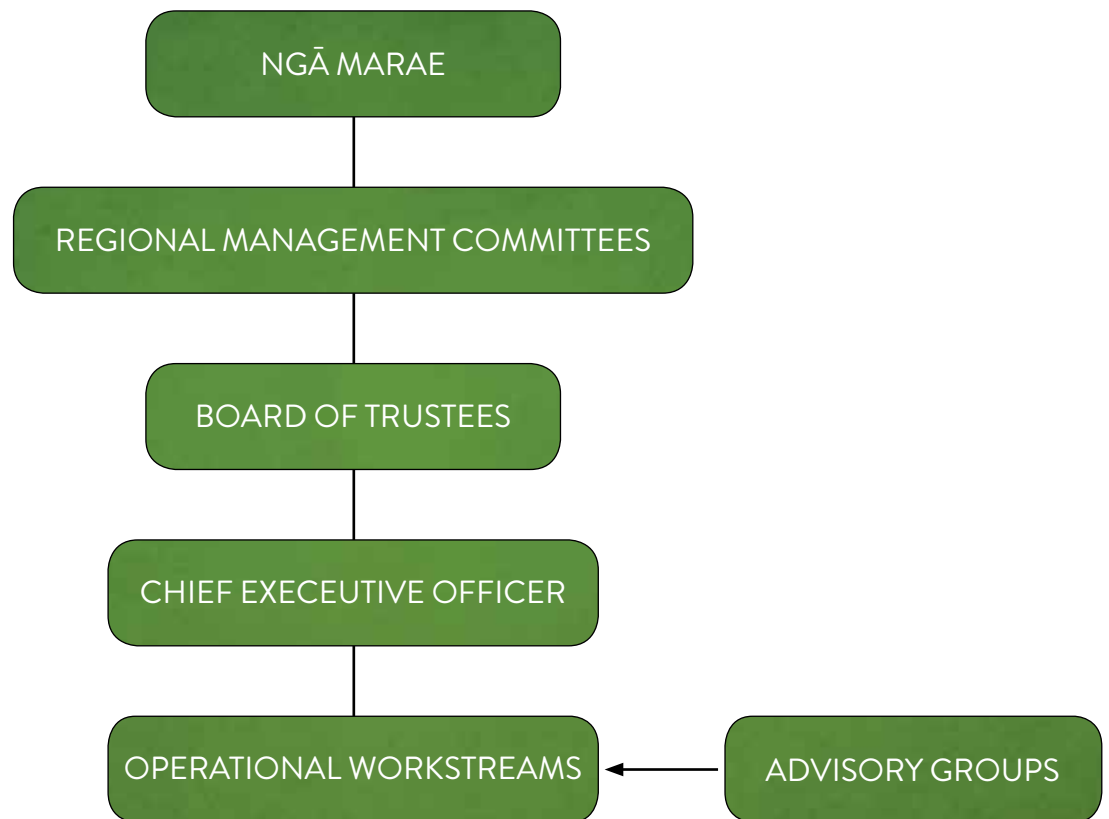 NGĀ MARAE
REGIONAL MANAGEMENT COMMITTEES
BOARD OF TRUSTEES
CHIEF EXECEUTIVE OFFICER
OPERATIONAL WORKSTREAMS
ADVISORY GROUPS